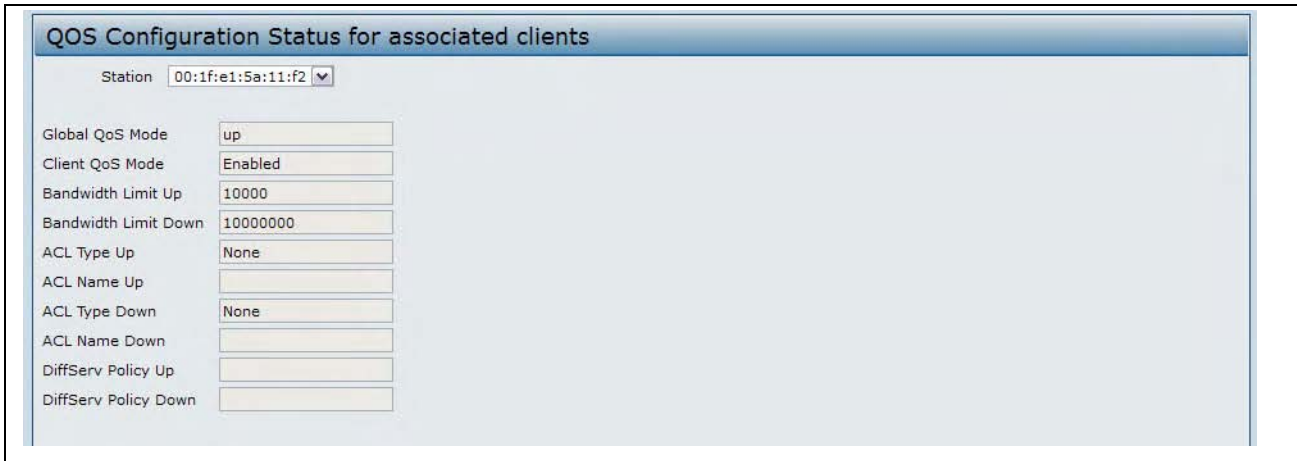 QOS Configuration Status for associated clients
Station 00:1f:e1:5a:11:f2
Global QoS Mode up
Client QoS Mode Enabled
Bandwidth Limit Up 10000
Bandwidth Limit Down 10000000
ACL Type Up None
ACL Name Up
ACL Type Down None
ACL Name Down
DiffServ Policy Up
DiffServ Policy Down